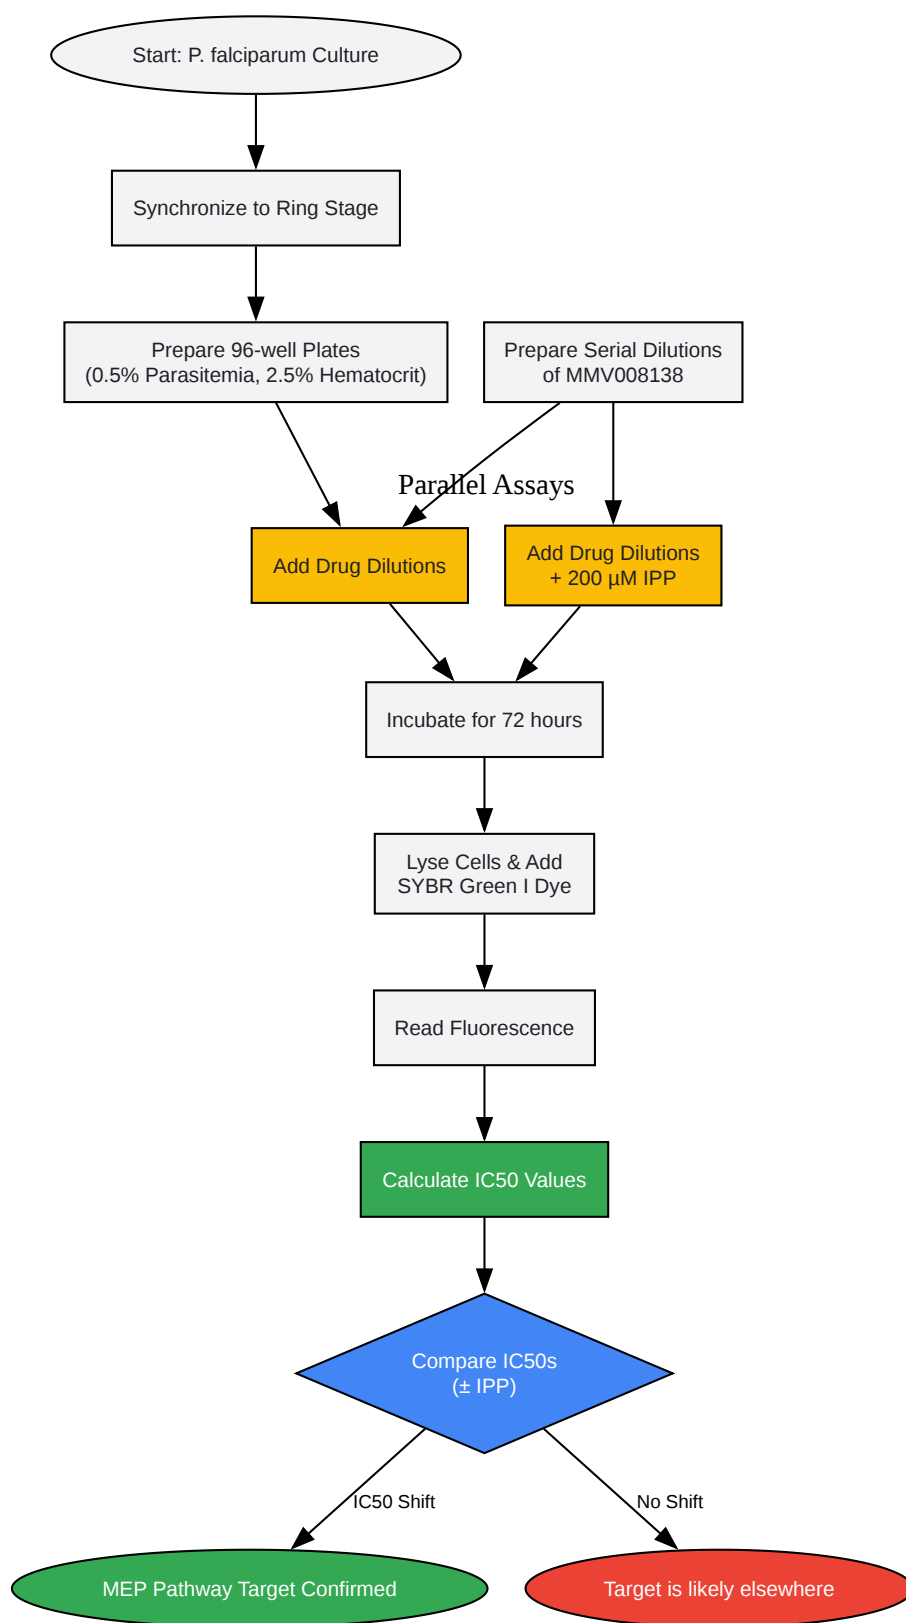 Start: P. falciparum Culture
Synchronize to Ring Stage
Prepare 96-well Plates
(0.5% Parasitemia, 2.5% Hematocrit)
Prepare Serial Dilutions
of MMV008138
Parallel Assays
Add Drug Dilutions
Add Drug Dilutions
+ 200 µM IPP
Incubate for 72 hours
Lyse Cells & Add
SYBR Green I Dye
Read Fluorescence
Calculate IC50 Values
Compare IC50s
(± IPP)
IC50 Shift
No Shift
MEP Pathway Target Confirmed
Target is likely elsewhere